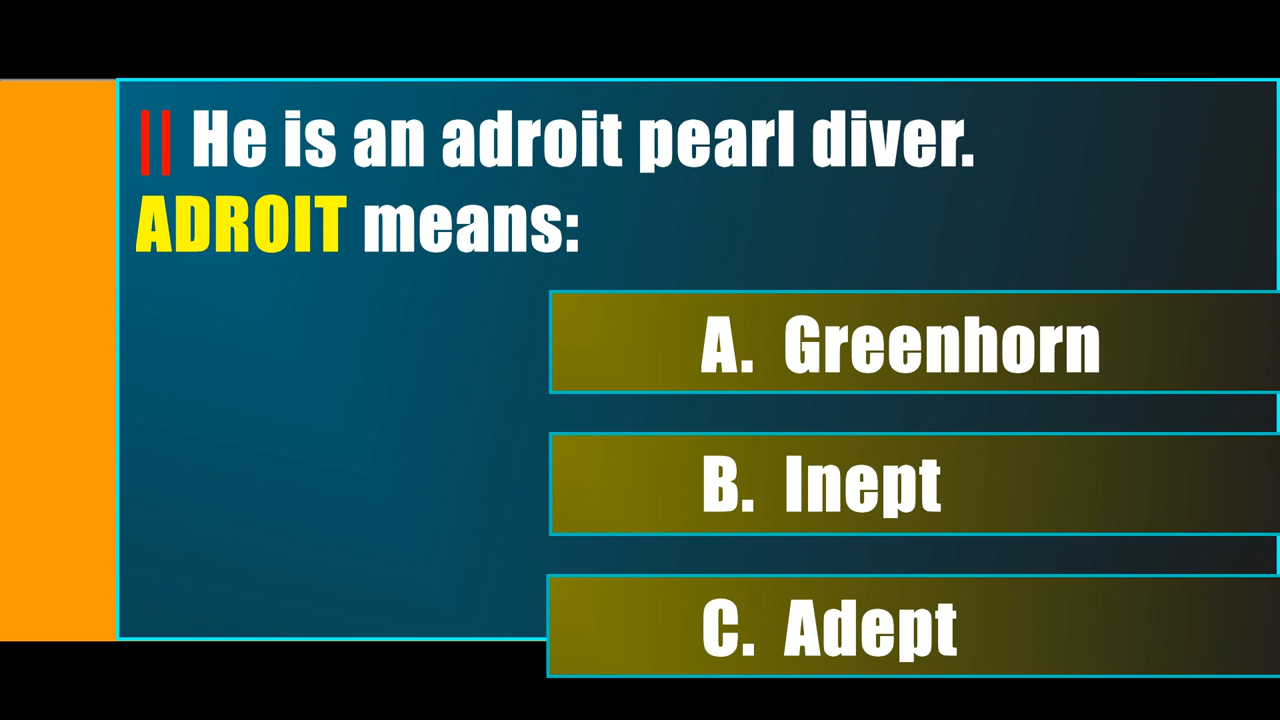 || He is an adroit pearl diver.
ADROIT means:
A. Greenhorn
B. Inept
C. Adept